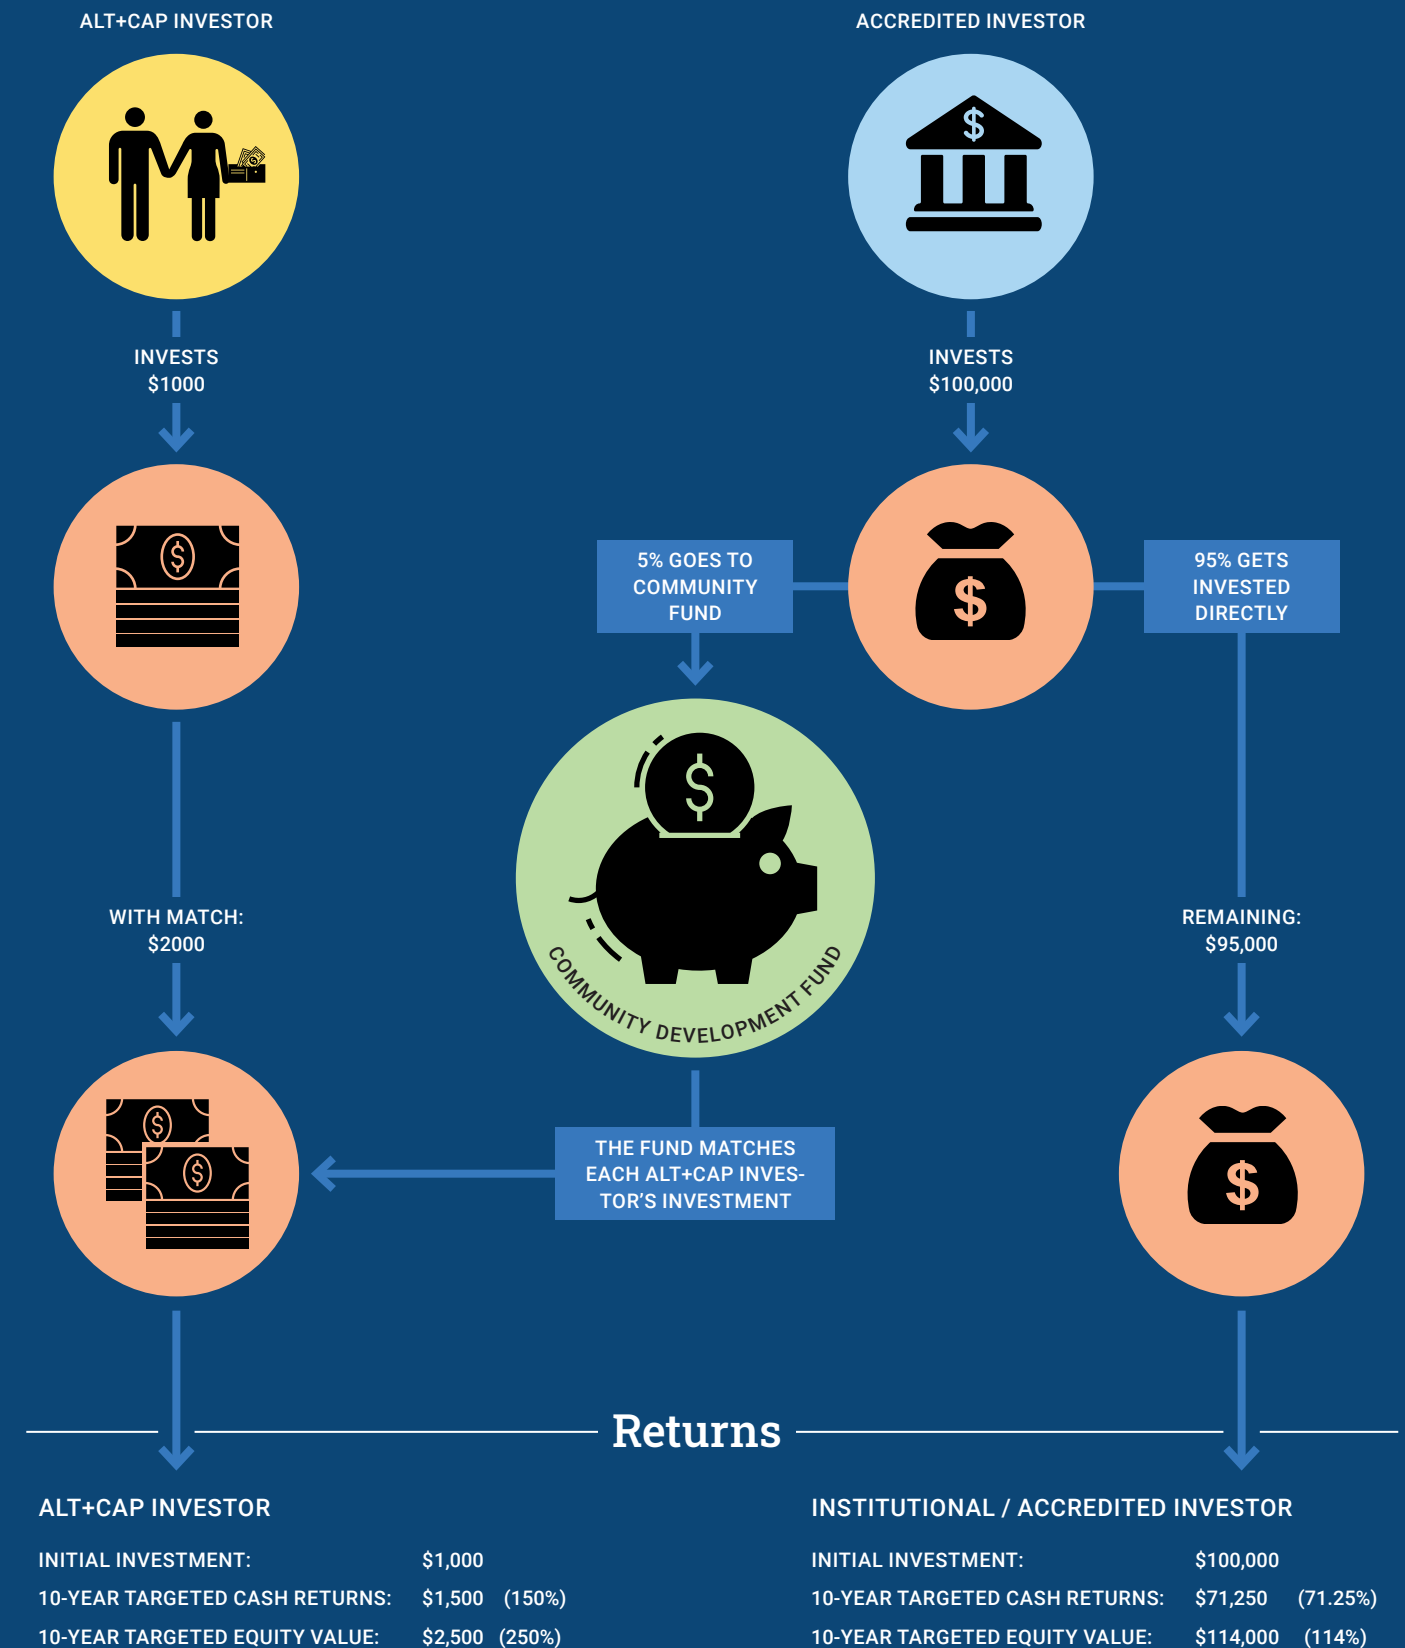 ALT+CAP INVESTOR
ACCREDITED INVESTOR
$
INVESTS
$1000
INVESTS
$100,000
$
5% GOES TO
COMMUNITY
FUND
$
95% GETS
INVESTED
DIRECTLY
$
WITH MATCH:
$2000
COMMUNITY DEVELOPMENT FUND
REMAINING:
$95,000
$
$
THE FUND MATCHES
EACH ALT+CAP INVES-
TOR'S INVESTMENT
$
Returns
ALT+CAP INVESTOR
INITIAL INVESTMENT: $1,000
10-YEAR TARGETED CASH RETURNS: $1,500 (150%)
10-YEAR TARGETED EQUITY VALUE: $2,500 (250%)
INSTITUTIONAL / ACCREDITED INVESTOR
INITIAL INVESTMENT: $100,000
10-YEAR TARGETED CASH RETURNS: $71,250 (71.25%)
10-YEAR TARGETED EQUITY VALUE: $114,000 (114%)